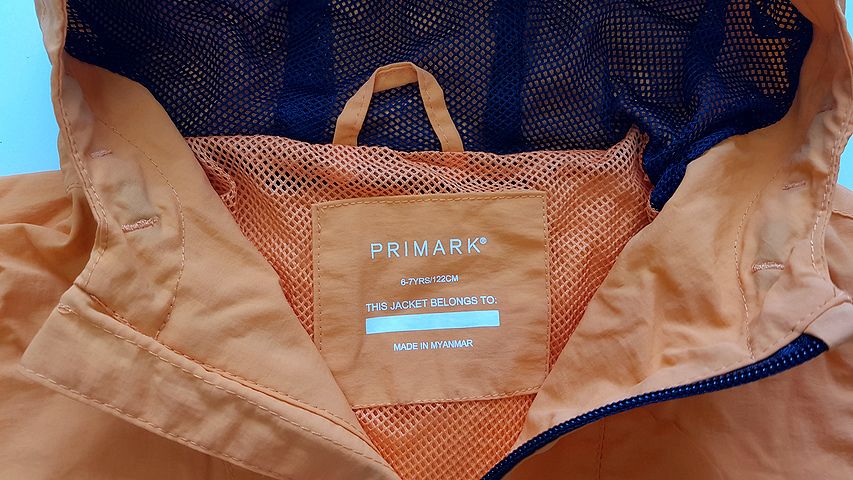 PRIMARK®
6-7YRS/122CM
THIS JACKET BELONGS TO:
MADE IN MYANMAR